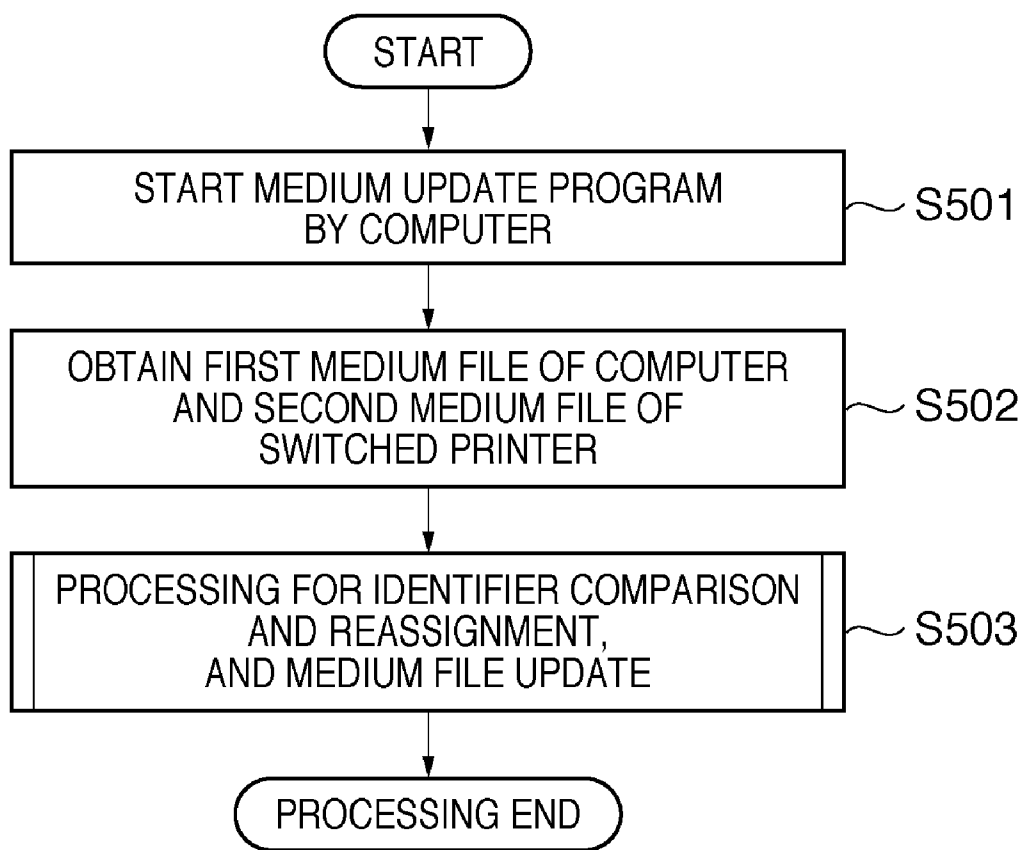 START
START MEDIUM UPDATE PROGRAM
BY COMPUTER
S501
OBTAIN FIRST MEDIUM FILE OF COMPUTER
AND SECOND MEDIUM FILE OF
SWITCHED PRINTER
S502
PROCESSING FOR IDENTIFIER COMPARISON
AND REASSIGNMENT,
AND MEDIUM FILE UPDATE
S503
PROCESSING END